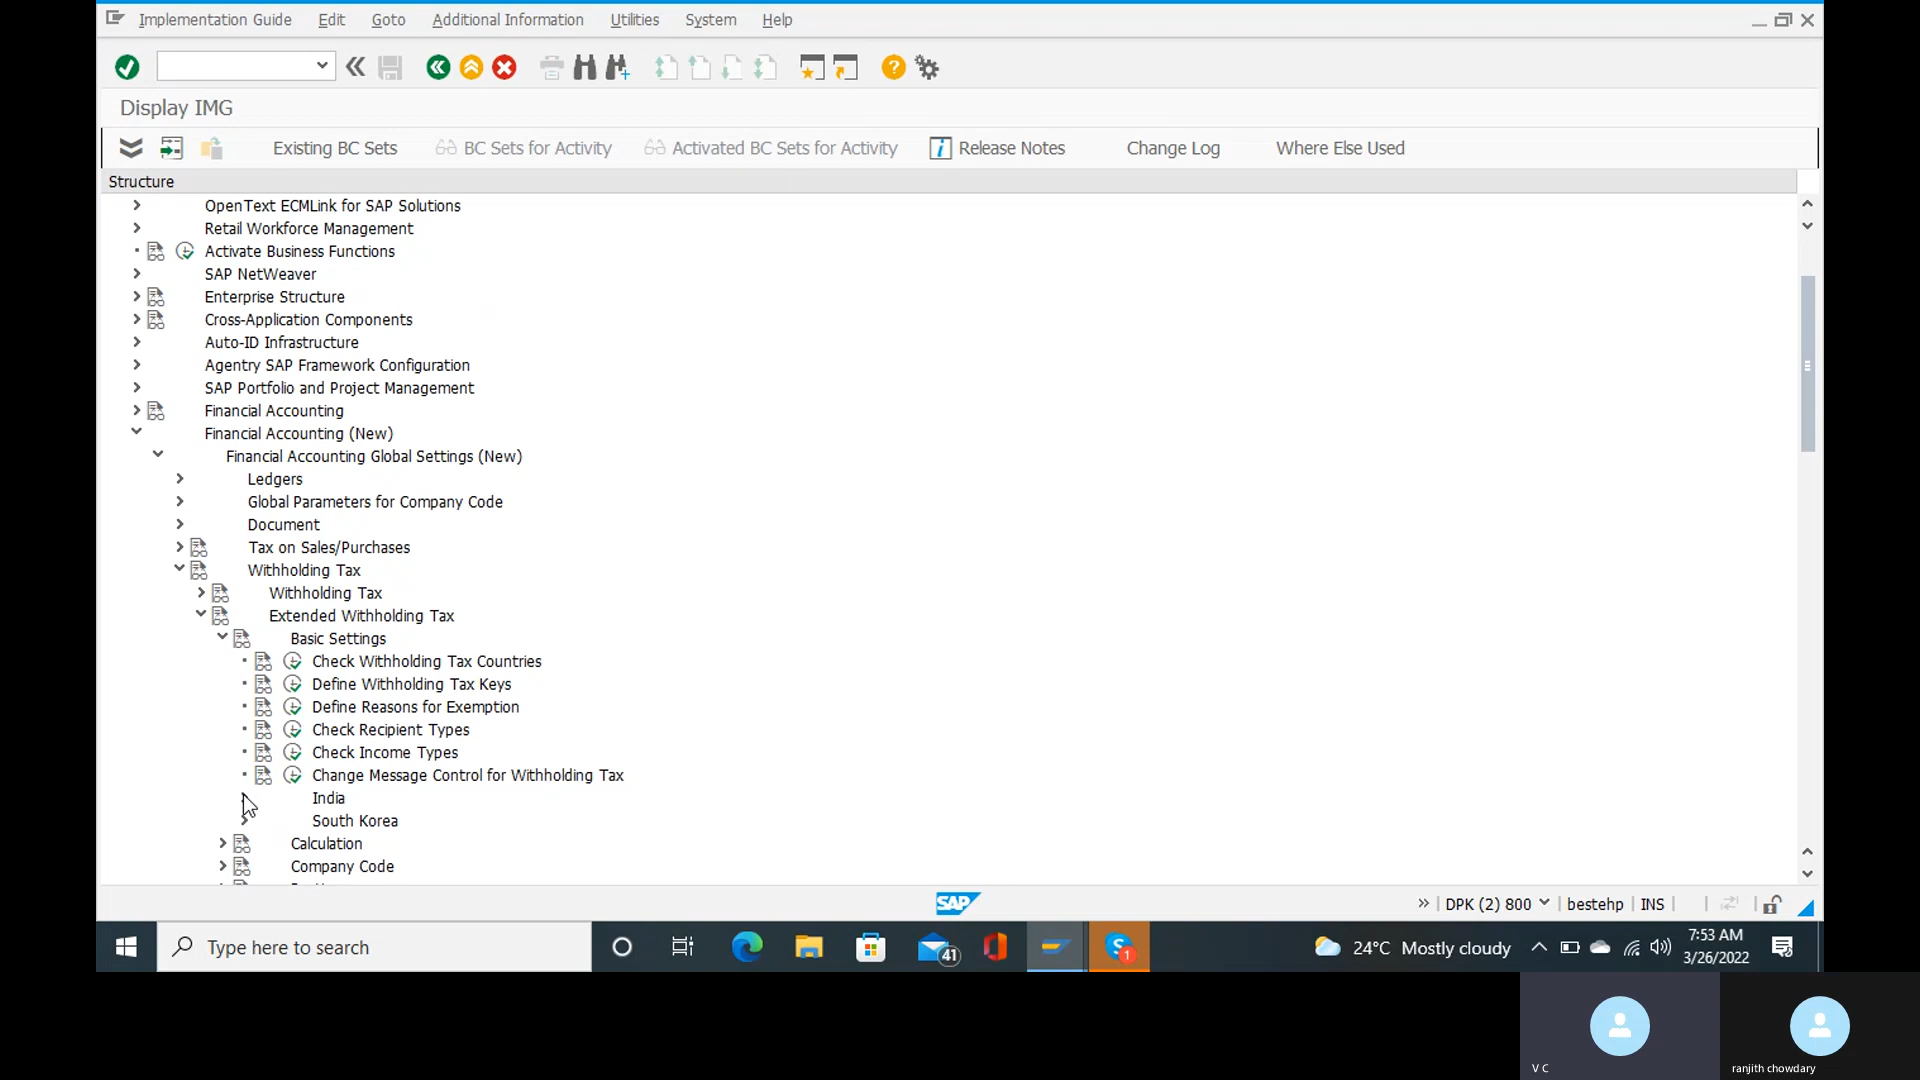 Implementation Guide Edit Goto Additional Information Utilities System Help
Display IMG
Existing BC Sets BC Sets for Activity Activated BC Sets for Activity Release Notes Change Log Where Else Used
Structure
OpenText ECMLink for SAP Solutions
Retail Workforce Management
Activate Business Functions
SAP NetWeaver
Enterprise Structure
Cross-Application Components
Auto-ID Infrastructure
Agentry SAP Framework Configuration
SAP Portfolio and Project Management
Financial Accounting
Financial Accounting (New)
Financial Accounting Global Settings (New)
Ledgers
Global Parameters for Company Code
Document
Tax on Sales/Purchases
Withholding Tax
Withholding Tax
Extended Withholding Tax
Basic Settings
Check Withholding Tax Countries
Define Withholding Tax Keys
Define Reasons for Exemption
Check Recipient Types
Check Income Types
Change Message Control for Withholding Tax
India
South Korea
Calculation
Company Code
SAP DPK (2) 800 bestehp INS
Type here to search 41 S 1 24°C Mostly cloudy 7:53 AM
3/26/2022
V C ranjith chowdary